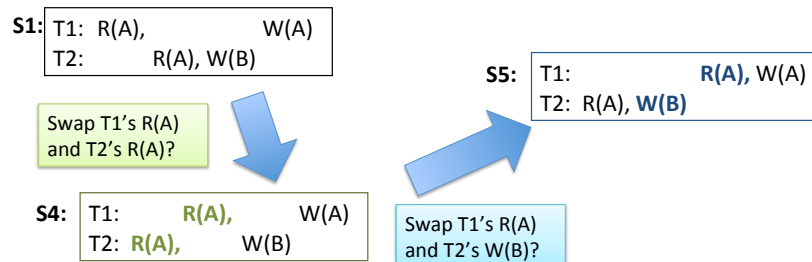 S1: T1: R(A), W(A)
T2: R(A), W(B)
S5: T1: R(A), W(A)
T2: R(A), W(B)
Swap T1's R(A)
and T2's R(A)?
S4: T1: R(A), W(A)
T2: R(A), W(B)
Swap T1's R(A)
and T2's W(B)?